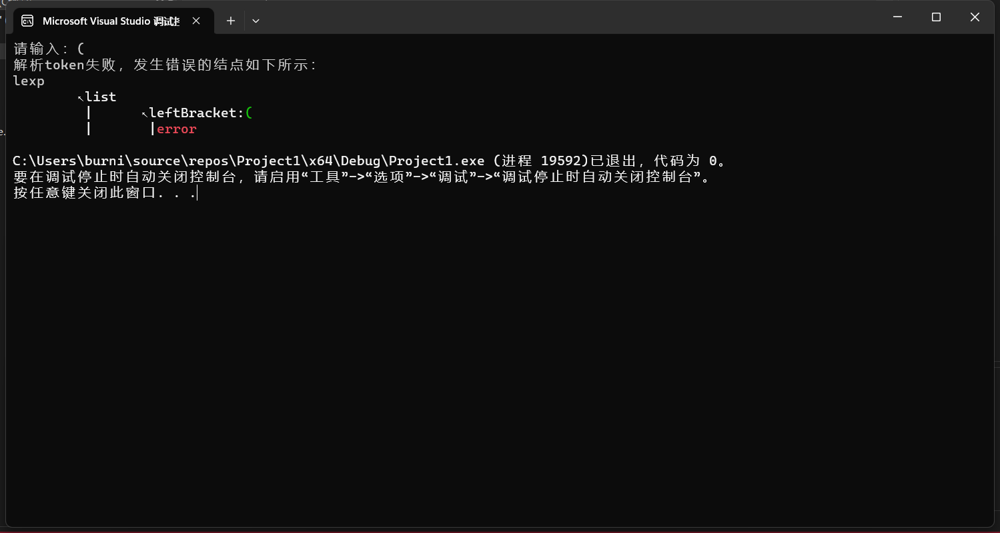 Microsoft Visual Studio 调试控
请输入: (
解析token失败, 发生错误的结点如下所示:
lexp
↖list
| ↖leftBracket:(
| |error
C:\Users\burni\source\repos\Project1\x64\Debug\Project1.exe (进程 19592)已退出, 代码为 0。
要在调试停止时自动关闭控制台, 请启用“工具”->“选项”->“调试”->“调试停止时自动关闭控制台”。
按任意键关闭此窗口. . .